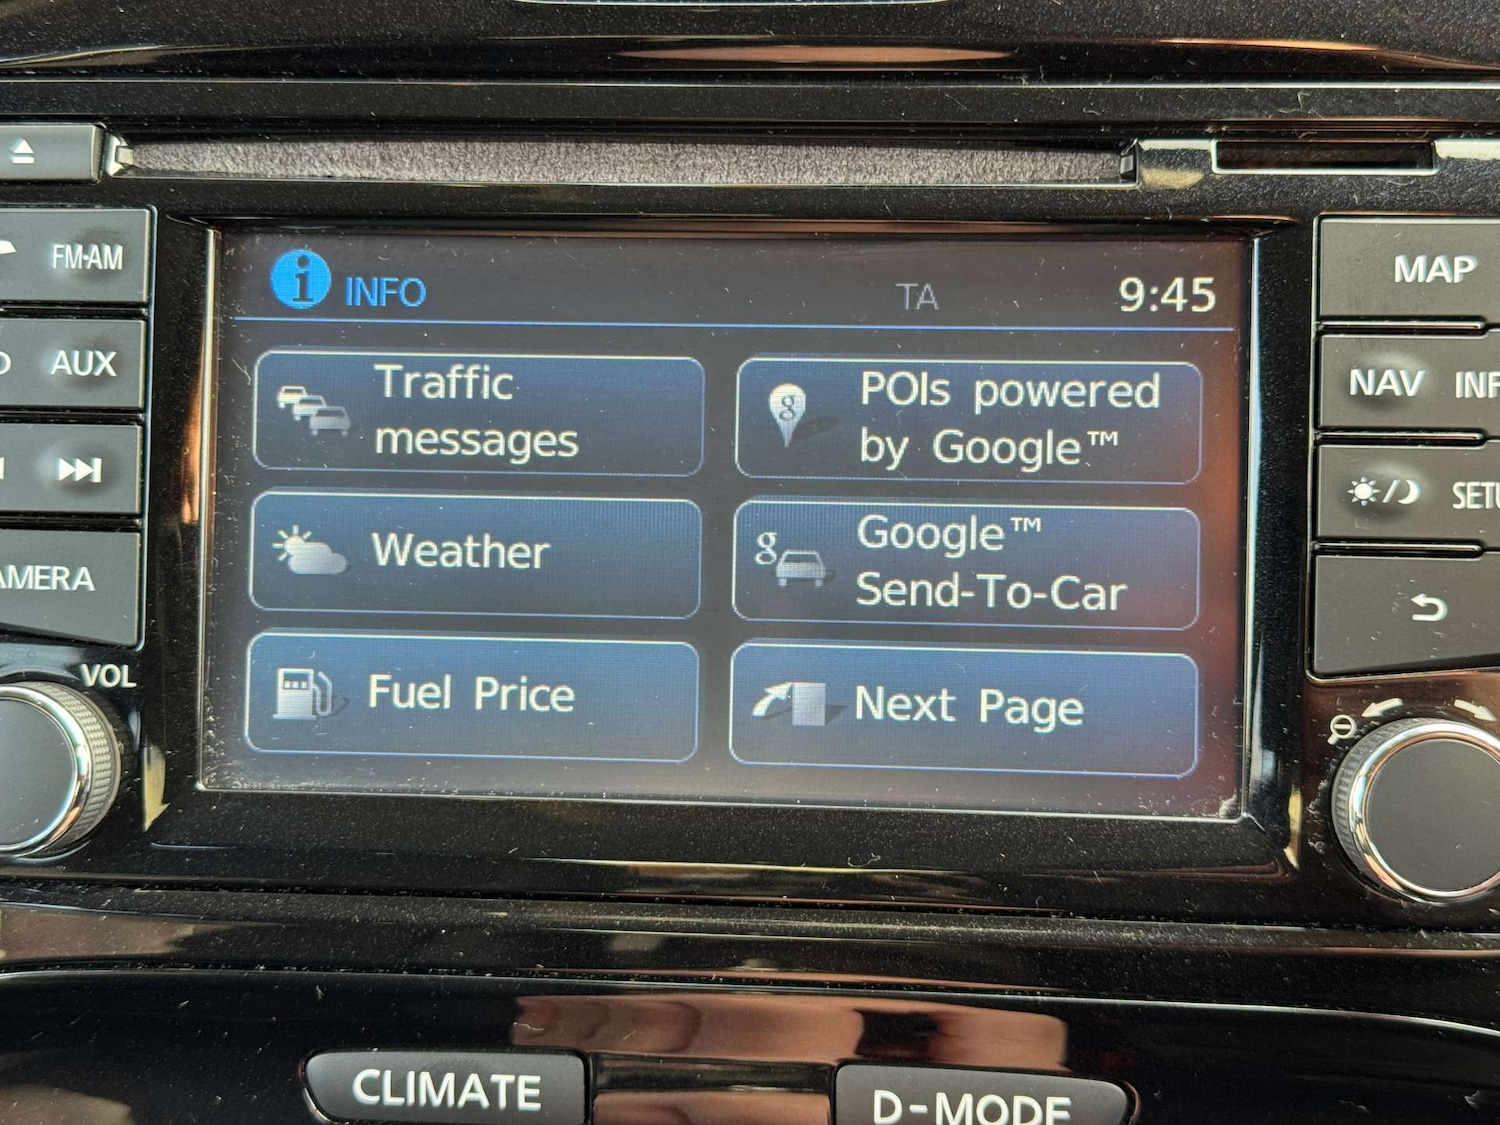 FM·AM
AUX
VOL
INFO
TA
9:45
Traffic
messages
POIs powered
by Google™
Weather
Google™
Send-To-Car
Fuel Price
Next Page
MAP
NAV
CLIMATE
D-MODE